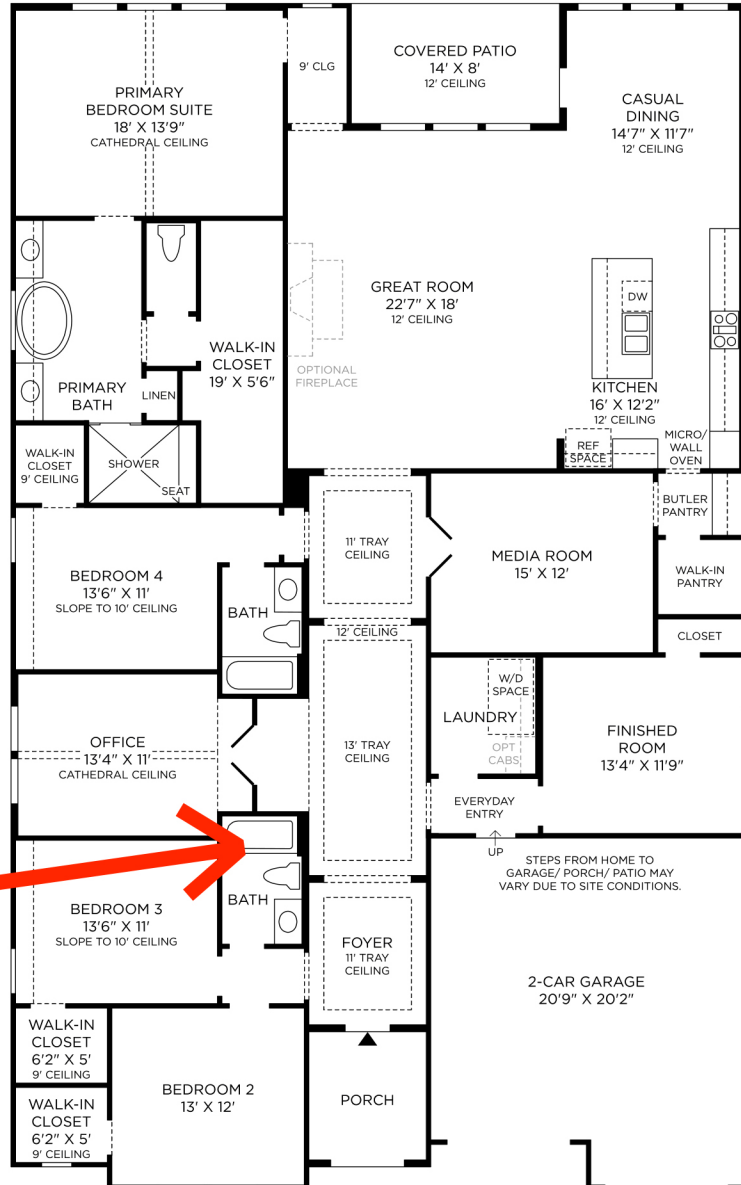 PRIMARY
BEDROOM SUITE
18' X 13'9"
CATHEDRAL CEILING
9' CLG
COVERED PATIO
14' X 8'
12' CEILING
CASUAL
DINING
14'7" X 11'7"
12' CEILING
GREAT ROOM
22'7" X 18'
12' CEILING
OPTIONAL
FIREPLACE
DW
KITCHEN
16' X 12'2"
12' CEILING
REF
SPACE
MICRO/
WALL
OVEN
WALK-IN
CLOSET
19' X 5'6"
PRIMARY
BATH
LINEN
WALK-IN
CLOSET
9' CEILING
SHOWER
SEAT
BUTLER
PANTRY
WALK-IN
PANTRY
CLOSET
11' TRAY
CEILING
MEDIA ROOM
15' X 12'
BEDROOM 4
13'6" X 11'
SLOPE TO 10' CEILING
BATH
12' CEILING
13' TRAY
CEILING
W/D
SPACE
LAUNDRY
OPT
CABS
FINISHED
ROOM
13'4" X 11'9"
OFFICE
13'4" X 11'
CATHEDRAL CEILING
EVERYDAY
ENTRY
UP
STEPS FROM HOME TO
GARAGE/ PORCH/ PATIO MAY
VARY DUE TO SITE CONDITIONS.
BATH
BEDROOM 3
13'6" X 11'
SLOPE TO 10' CEILING
FOYER
11' TRAY
CEILING
2-CAR GARAGE
20'9" X 20'2"
WALK-IN
CLOSET
6'2" X 5'
9' CEILING
WALK-IN
CLOSET
6'2" X 5'
9' CEILING
BEDROOM 2
13' X 12'
PORCH